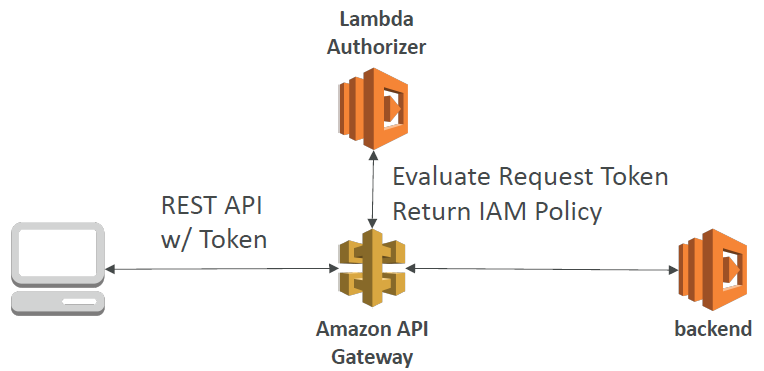 Lambda
Authorizer
Evaluate Request Token
Return IAM Policy
REST API
w/ Token
Amazon API
Gateway
backend